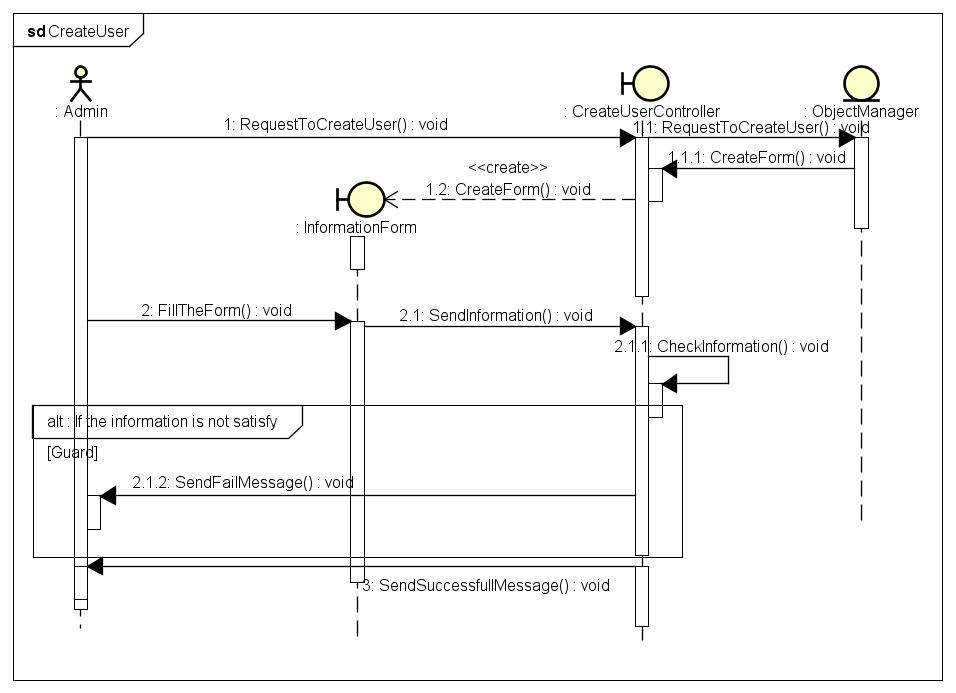 sd CreateUser
: Admin
: CreateUserController
: ObjectManager
1: RequestToCreateUser() : void
1.1: RequestToCreateUser() : void
1.1.1: CreateForm() : void
<<create>>
1.2: CreateForm() : void
: InformationForm
2: FillTheForm() : void
2.1: SendInformation() : void
2.1.1: CheckInformation() : void
alt : If the information is not satisfy
[Guard]
2.1.2: SendFailMessage() : void
3: SendSuccessfullMessage() : void